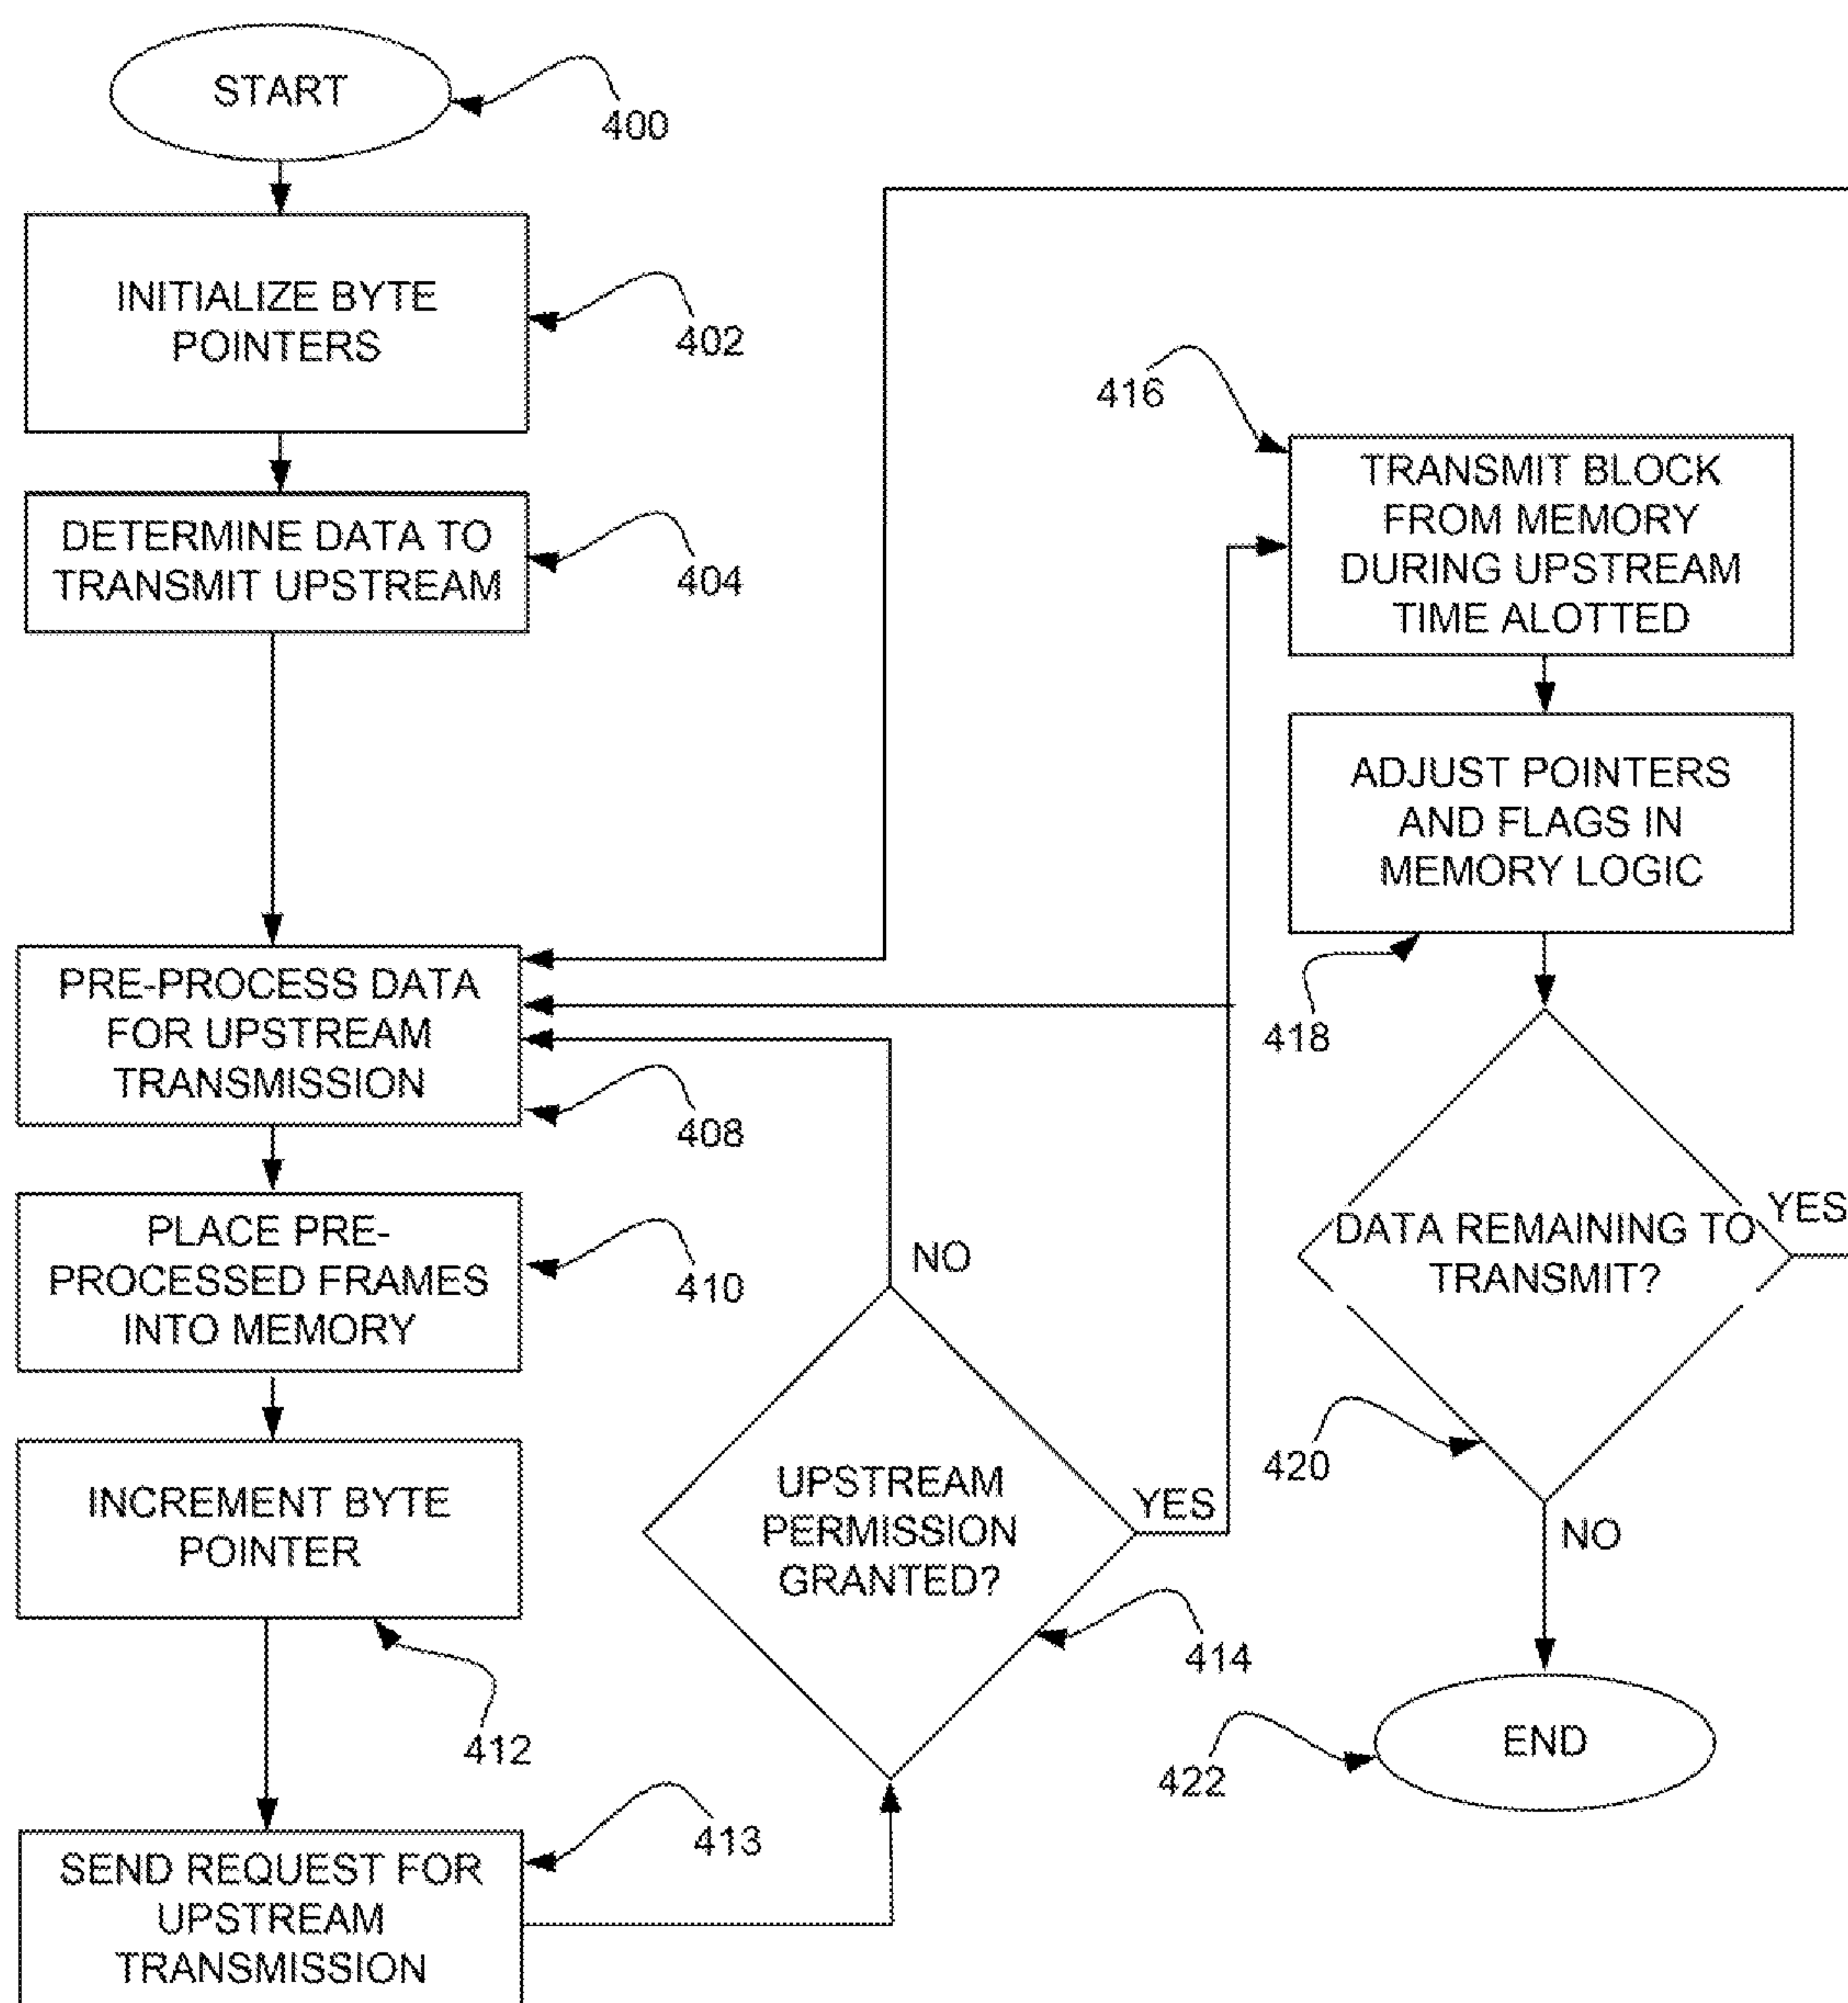 START
400
INITIALIZE BYTE
POINTERS
402
DETERMINE DATA TO
TRANSMIT UPSTREAM
404
PRE-PROCESS DATA
FOR UPSTREAM
TRANSMISSION
408
PLACE PRE-
PROCESSED FRAMES
INTO MEMORY
410
INCREMENT BYTE
POINTER
412
SEND REQUEST FOR
UPSTREAM
TRANSMISSION
413
NO
UPSTREAM
PERMISSION
GRANTED?
YES
414
416
TRANSMIT BLOCK
FROM MEMORY
DURING UPSTREAM
TIME ALOTTED
ADJUST POINTERS
AND FLAGS IN
MEMORY LOGIC
418
DATA REMAINING TO
TRANSMIT?
YES
420
NO
END
422